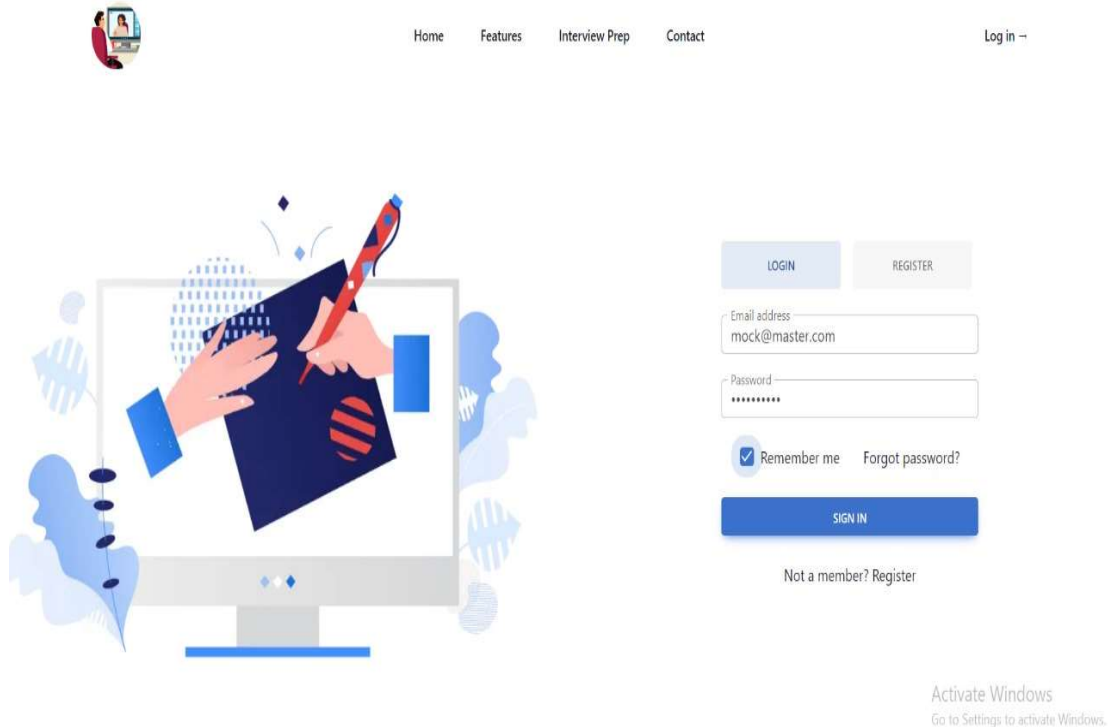 Home Features Interview Prep Contact Log in →
LOGIN REGISTER
Email address
mock@master.com
Password
••••••••••
Remember me Forgot password?
SIGN IN
Not a member? Register
Activate Windows
Go to Settings to activate Windows.